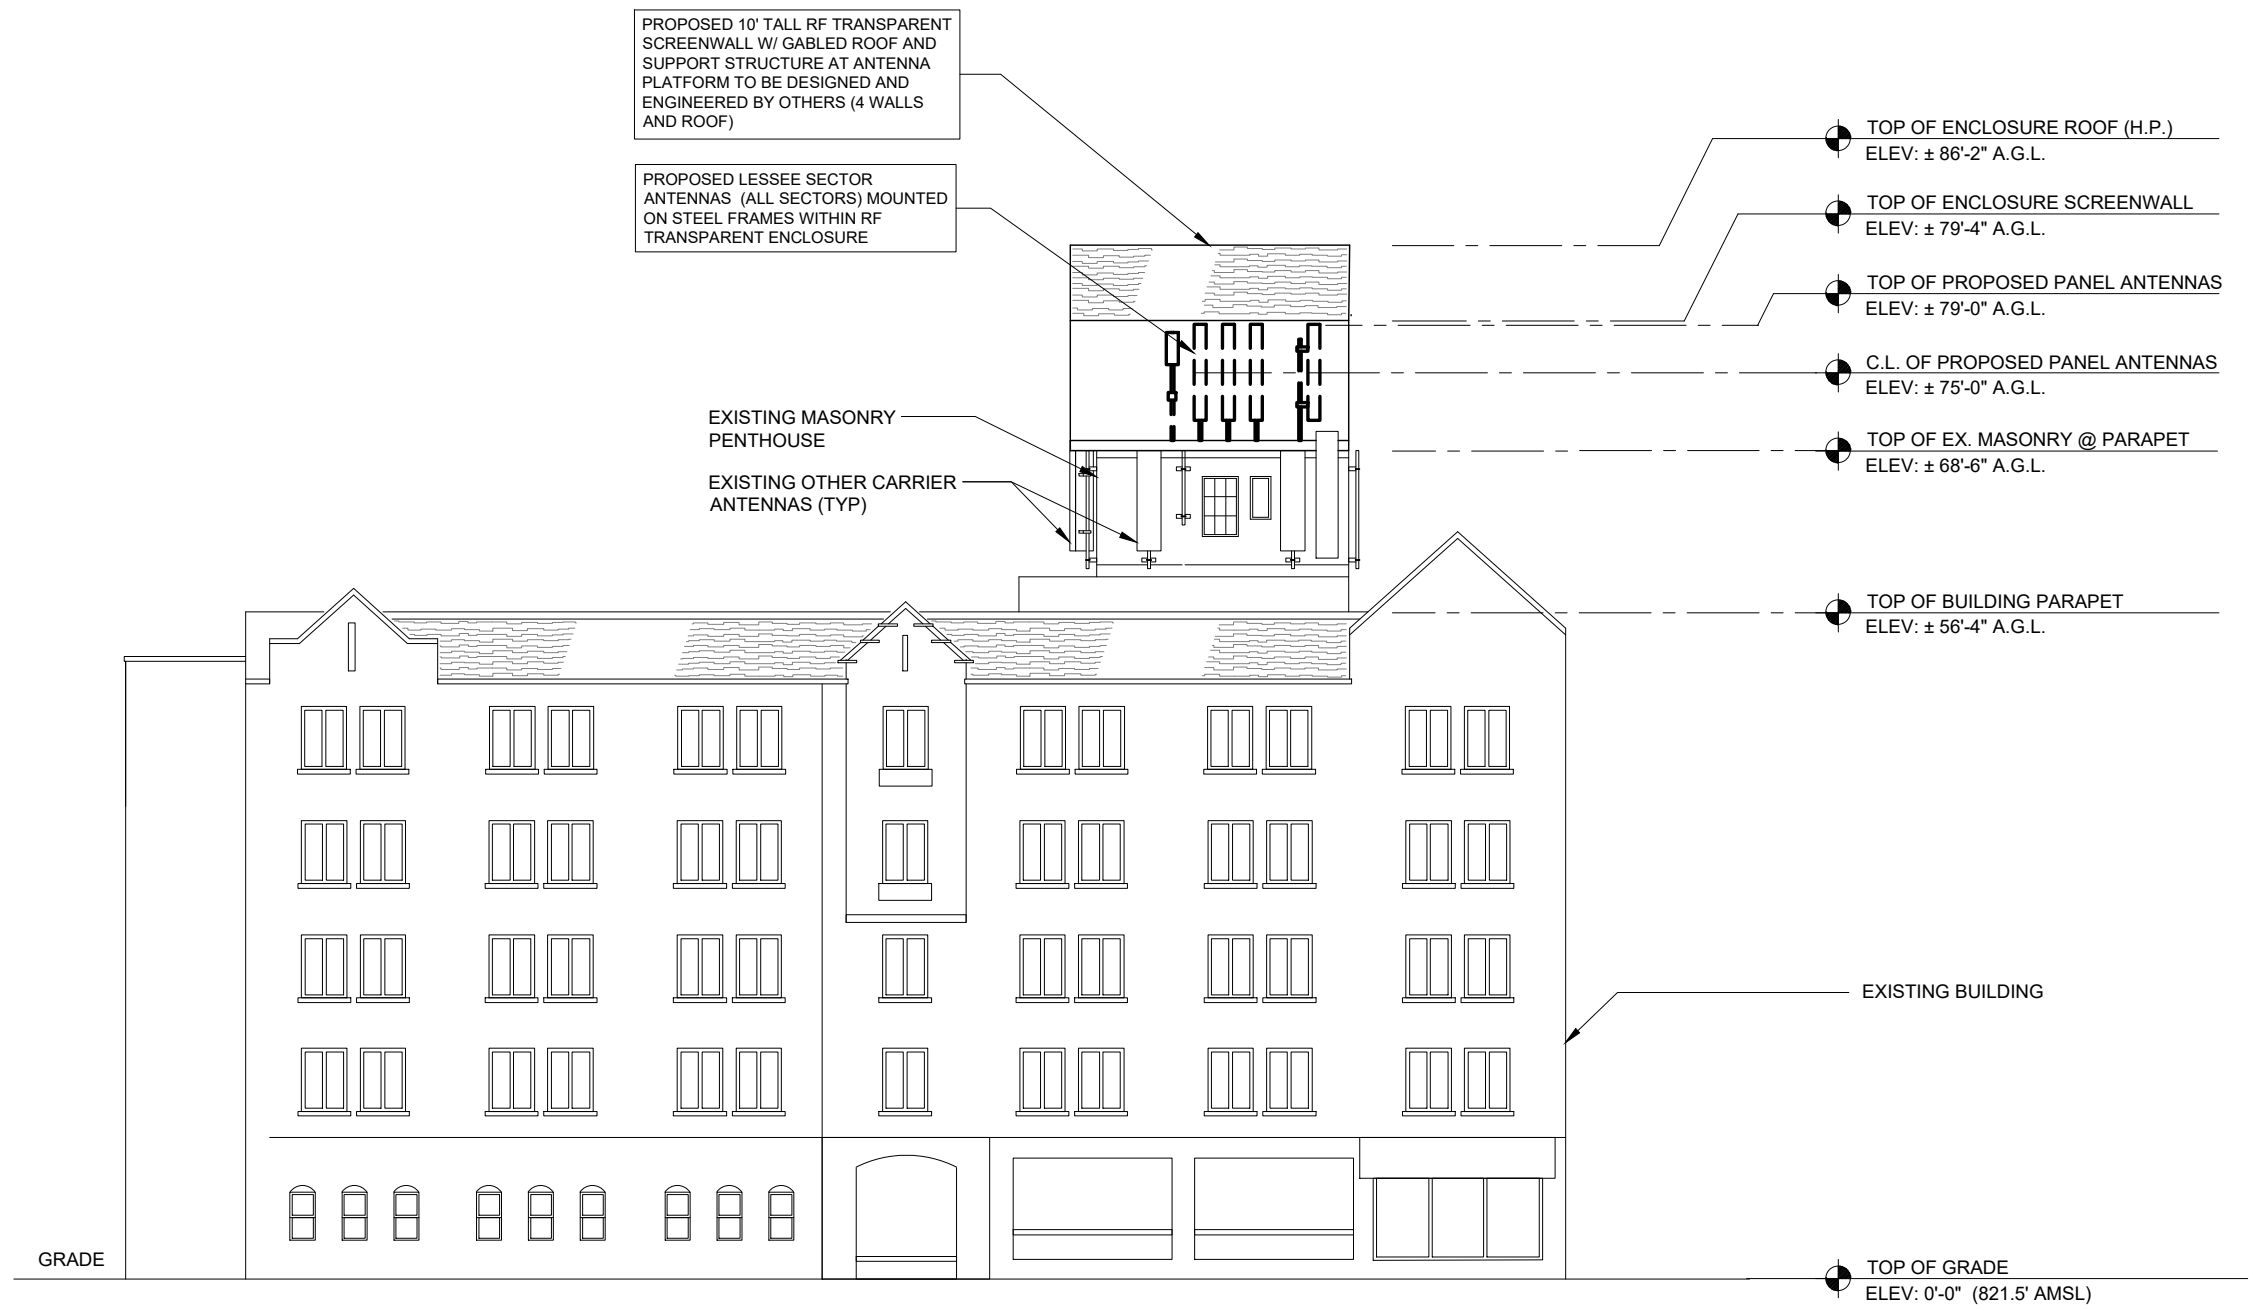 PROPOSED 10' TALL RF TRANSPARENT
SCREENWALL W/ GABLED ROOF AND
SUPPORT STRUCTURE AT ANTENNA
PLATFORM TO BE DESIGNED AND
ENGINEERED BY OTHERS (4 WALLS
AND ROOF)
PROPOSED LESSEE SECTOR
ANTENNAS (ALL SECTORS) MOUNTED
ON STEEL FRAMES WITHIN RF
TRANSPARENT ENCLOSURE
EXISTING MASONRY
PENTHOUSE
EXISTING OTHER CARRIER
ANTENNAS (TYP)
TOP OF ENCLOSURE ROOF (H.P.)
ELEV: ± 86'-2" A.G.L.
TOP OF ENCLOSURE SCREENWALL
ELEV: ± 79'-4" A.G.L.
TOP OF PROPOSED PANEL ANTENNAS
ELEV: ± 79'-0" A.G.L.
C.L. OF PROPOSED PANEL ANTENNAS
ELEV: ± 75'-0" A.G.L.
TOP OF EX. MASONRY @ PARAPET
ELEV: ± 68'-6" A.G.L.
TOP OF BUILDING PARAPET
ELEV: ± 56'-4" A.G.L.
EXISTING BUILDING
GRADE
TOP OF GRADE
ELEV: 0'-0" (821.5' AMSL)